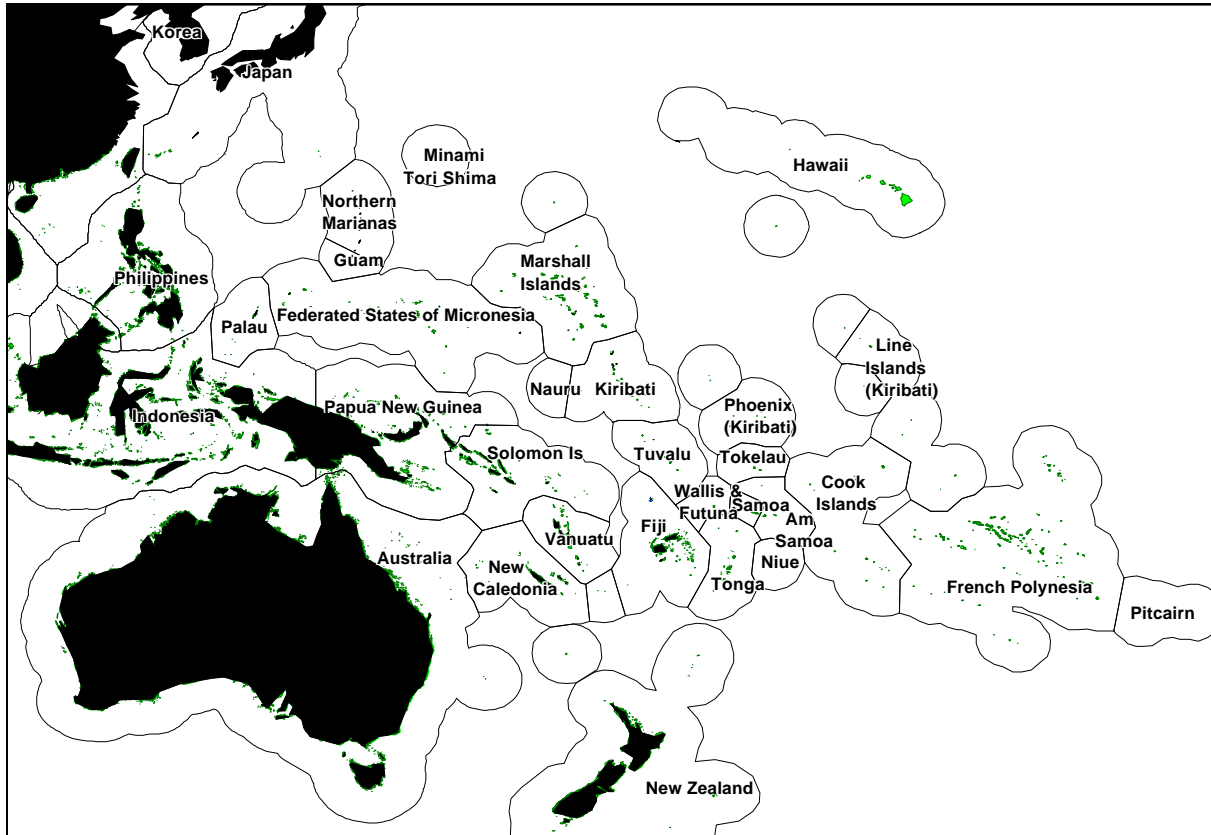 Korea
Japan
Minami
Tori Shima
Hawaii
Northern
Marianas
Guam
Marshall
Islands
Philippines
Palau
Federated States of Micronesia
Line
Islands
(Kiribati)
Nauru
Kiribati
Phoenix
(Kiribati)
Indonesia
Papua New Guinea
Solomon Is
Tuvalu
Tokelau
Cook
Islands
Wallis &
Futuna
Samoa
Am
Samoa
Fiji
Vanuatu
Australia
New
Caledonia
Niue
Tonga
French Polynesia
Pitcairn
New Zealand